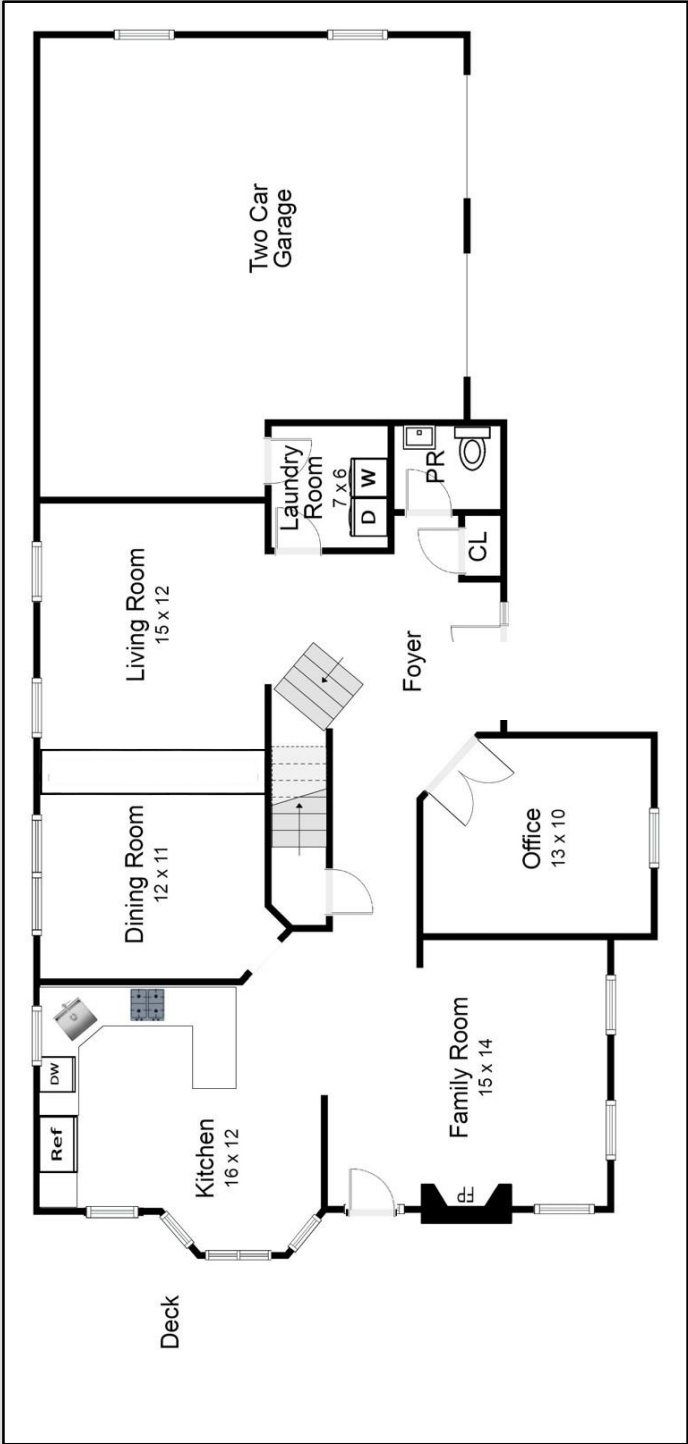 Two Car
Garage
Living Room
15 x 12
Laundry
Room
7 x 6
D
W
PR
CL
Foyer
Dining Room
12 x 11
Office
13 x 10
DW
Ref
Kitchen
16 x 12
Family Room
15 x 14
FP
Deck